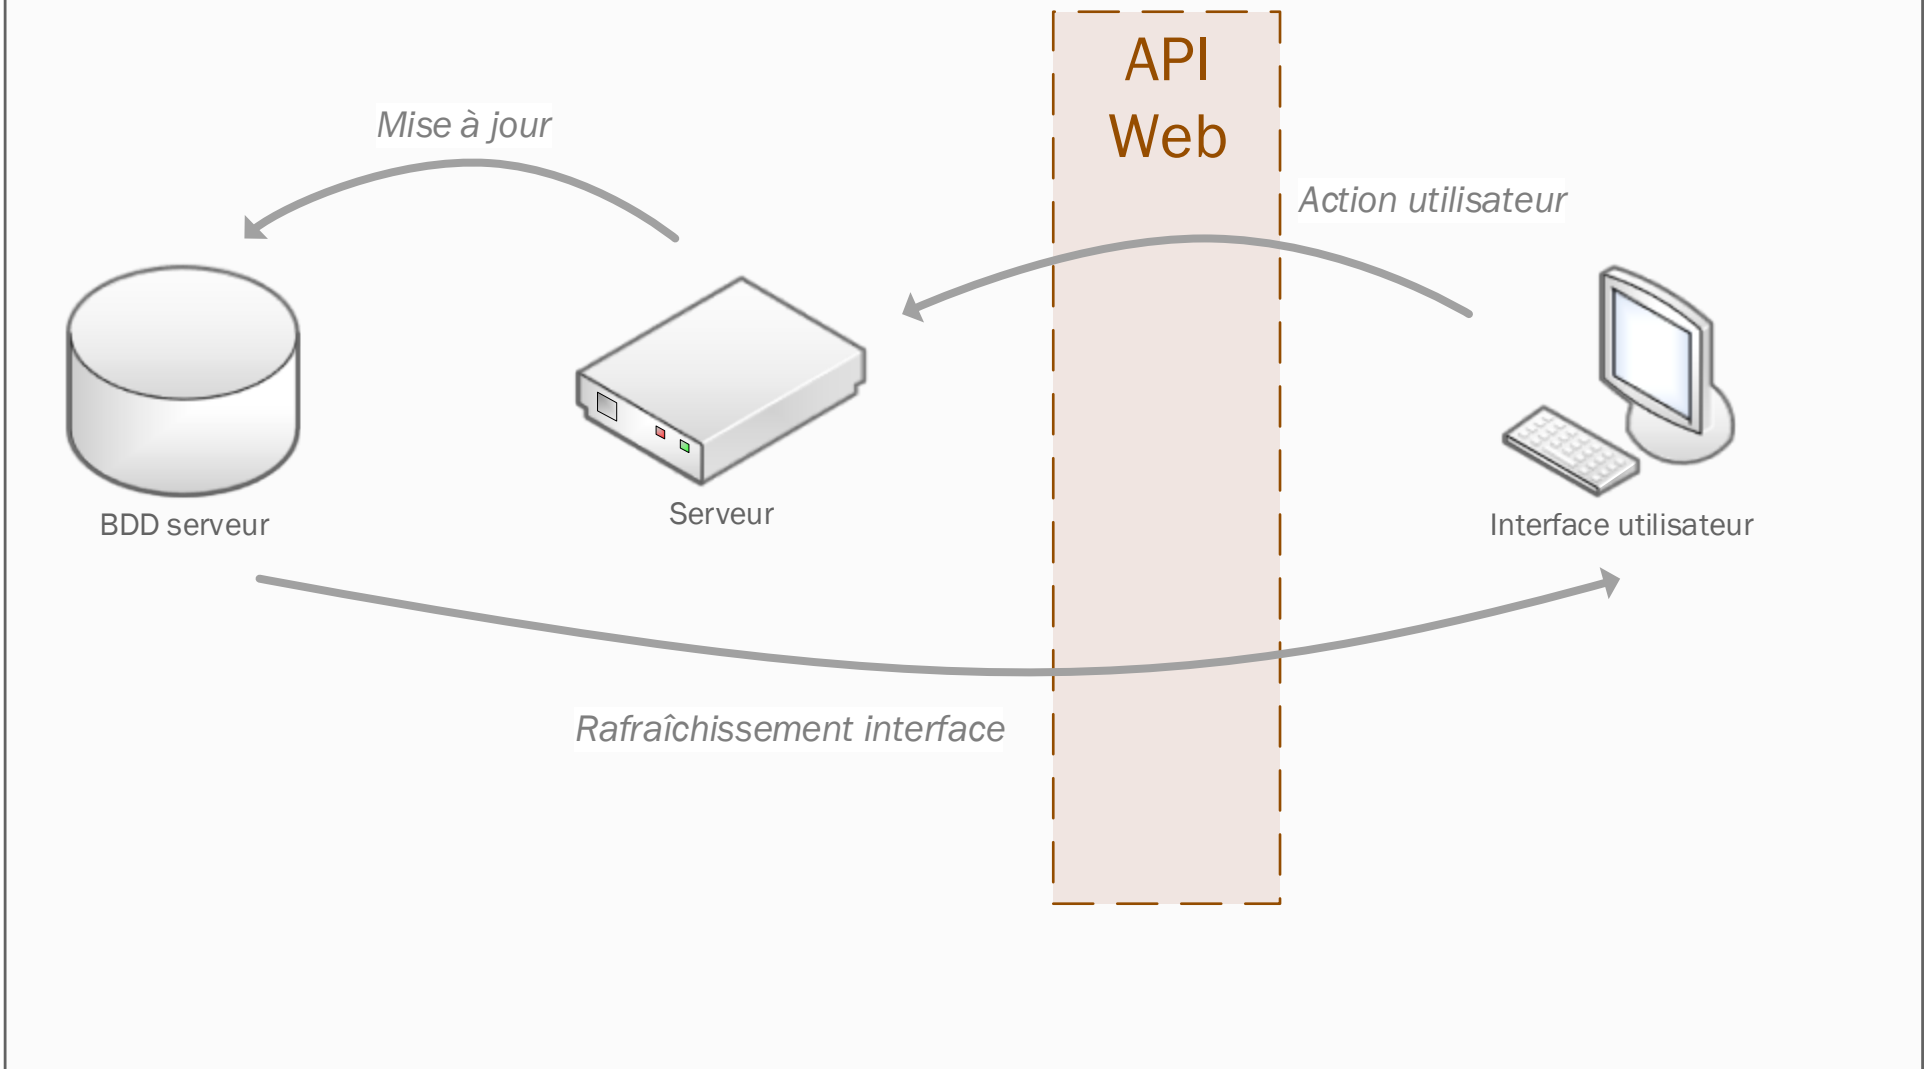 API
Web
Mise à jour
Action utilisateur
BDD serveur
Serveur
Interface utilisateur
Rafraîchissement interface